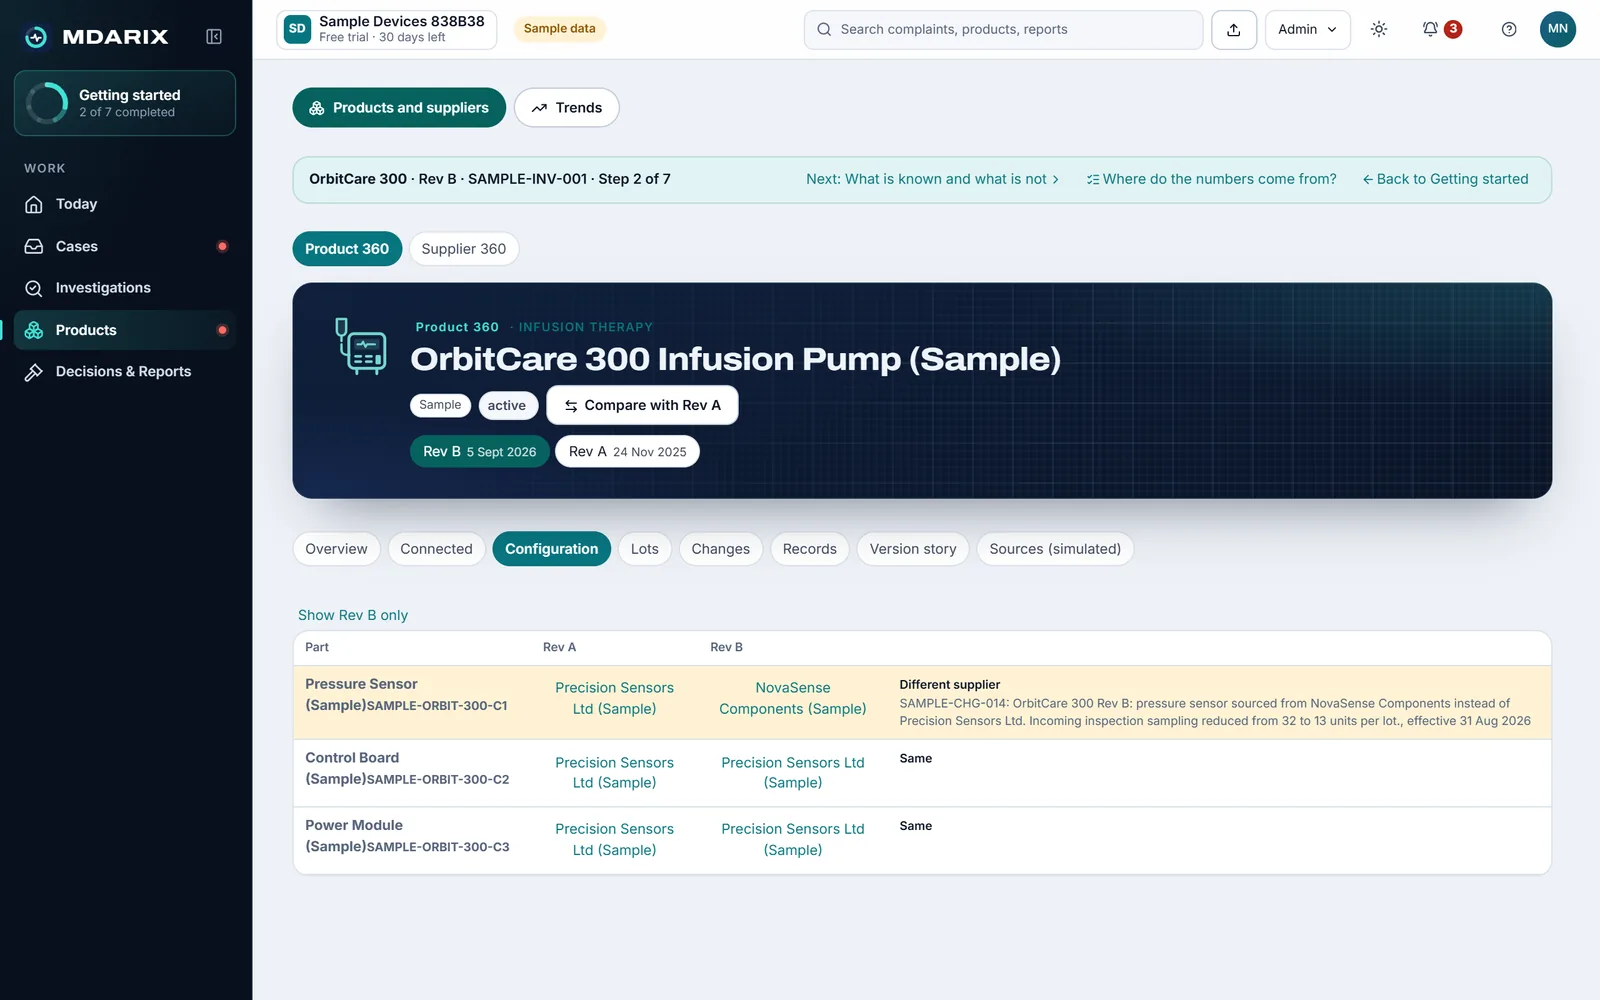 MDARIX
SD
Sample Devices 838B38
Free trial · 30 days left
Sample data
Search complaints, products, reports
Admin
3
MN
Getting started
2 of 7 completed
WORK
Today
Cases
Investigations
Products
Decisions & Reports
Products and suppliers
Trends
OrbitCare 300 · Rev B · SAMPLE-INV-001 · Step 2 of 7
Next: What is known and what is not ›
Where do the numbers come from?
← Back to Getting started
Product 360
Supplier 360
Product 360 · INFUSION THERAPY
OrbitCare 300 Infusion Pump (Sample)
Sample
active
Compare with Rev A
Rev B 5 Sept 2026
Rev A 24 Nov 2025
Overview
Connected
Configuration
Lots
Changes
Records
Version story
Sources (simulated)
Show Rev B only
Part
Rev A
Rev B
Pressure Sensor
(Sample)SAMPLE-ORBIT-300-C1
Precision Sensors
Ltd (Sample)
NovaSense
Components (Sample)
Different supplier
SAMPLE-CHG-014: OrbitCare 300 Rev B: pressure sensor sourced from NovaSense Components instead of
Precision Sensors Ltd. Incoming inspection sampling reduced from 32 to 13 units per lot., effective 31 Aug 2026
Control Board
(Sample)SAMPLE-ORBIT-300-C2
Precision Sensors
Ltd (Sample)
Precision Sensors Ltd
(Sample)
Same
Power Module
(Sample)SAMPLE-ORBIT-300-C3
Precision Sensors
Ltd (Sample)
Precision Sensors Ltd
(Sample)
Same